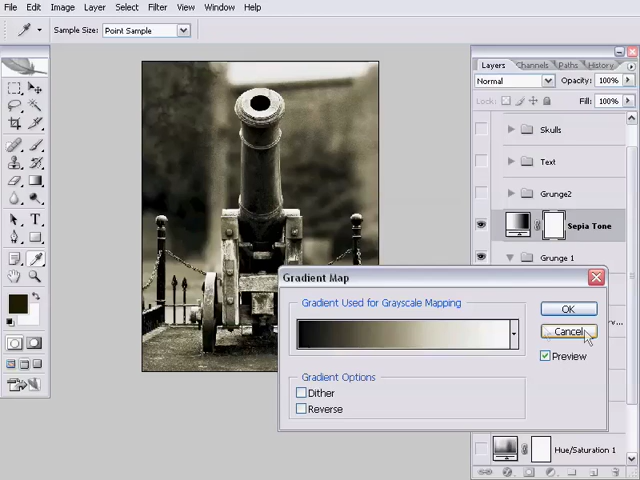 File Edit Image Layer Select Filter View Window Help
Sample Size: Point Sample
Layers Channels Paths History
Normal Opacity: 100%
Lock: Fill: 100%
Skulls
Text
Grunge2
Sepia Tone
Grunge 1
Gradient Map
Gradient Used for Grayscale Mapping
OK
Cancel
Preview
Gradient Options
Dither
Reverse
Hue/Saturation 1